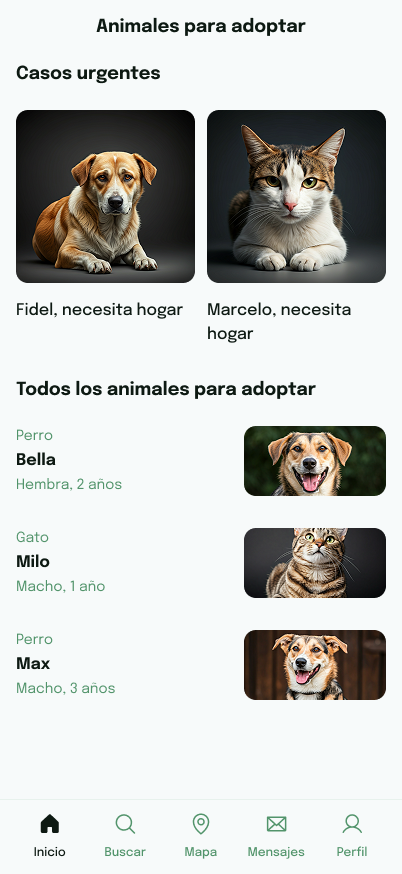 Animales para adoptar
Casos urgentes
Fidel, necesita hogar
Marcelo, necesita
hogar
Todos los animales para adoptar
Perro
Bella
Hembra, 2 años
Gato
Milo
Macho, 1 año
Perro
Max
Macho, 3 años
Inicio
Buscar
Mapa
Mensajes
Perfil